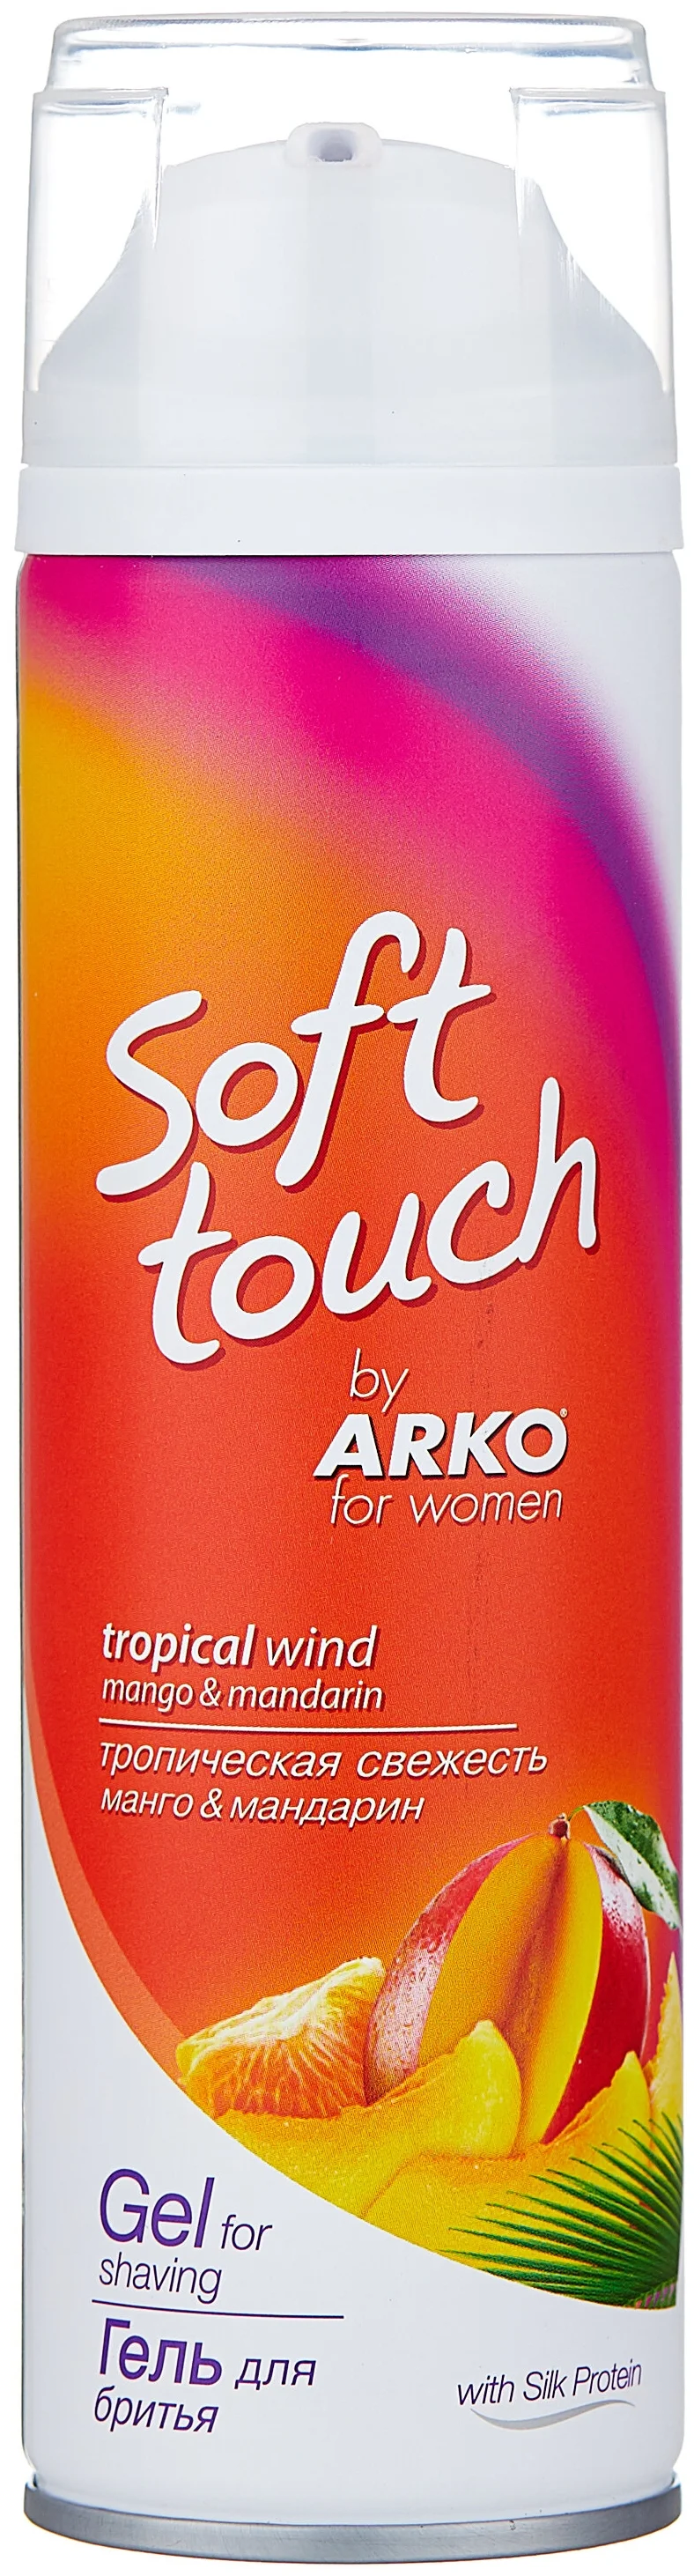 Soft
touch
by
ARKO®
for women
tropical wind
mango & mandarin
тропическая свежесть
манго & мандарин
Gel for
shaving
Гель для
бритья
with Silk Protein